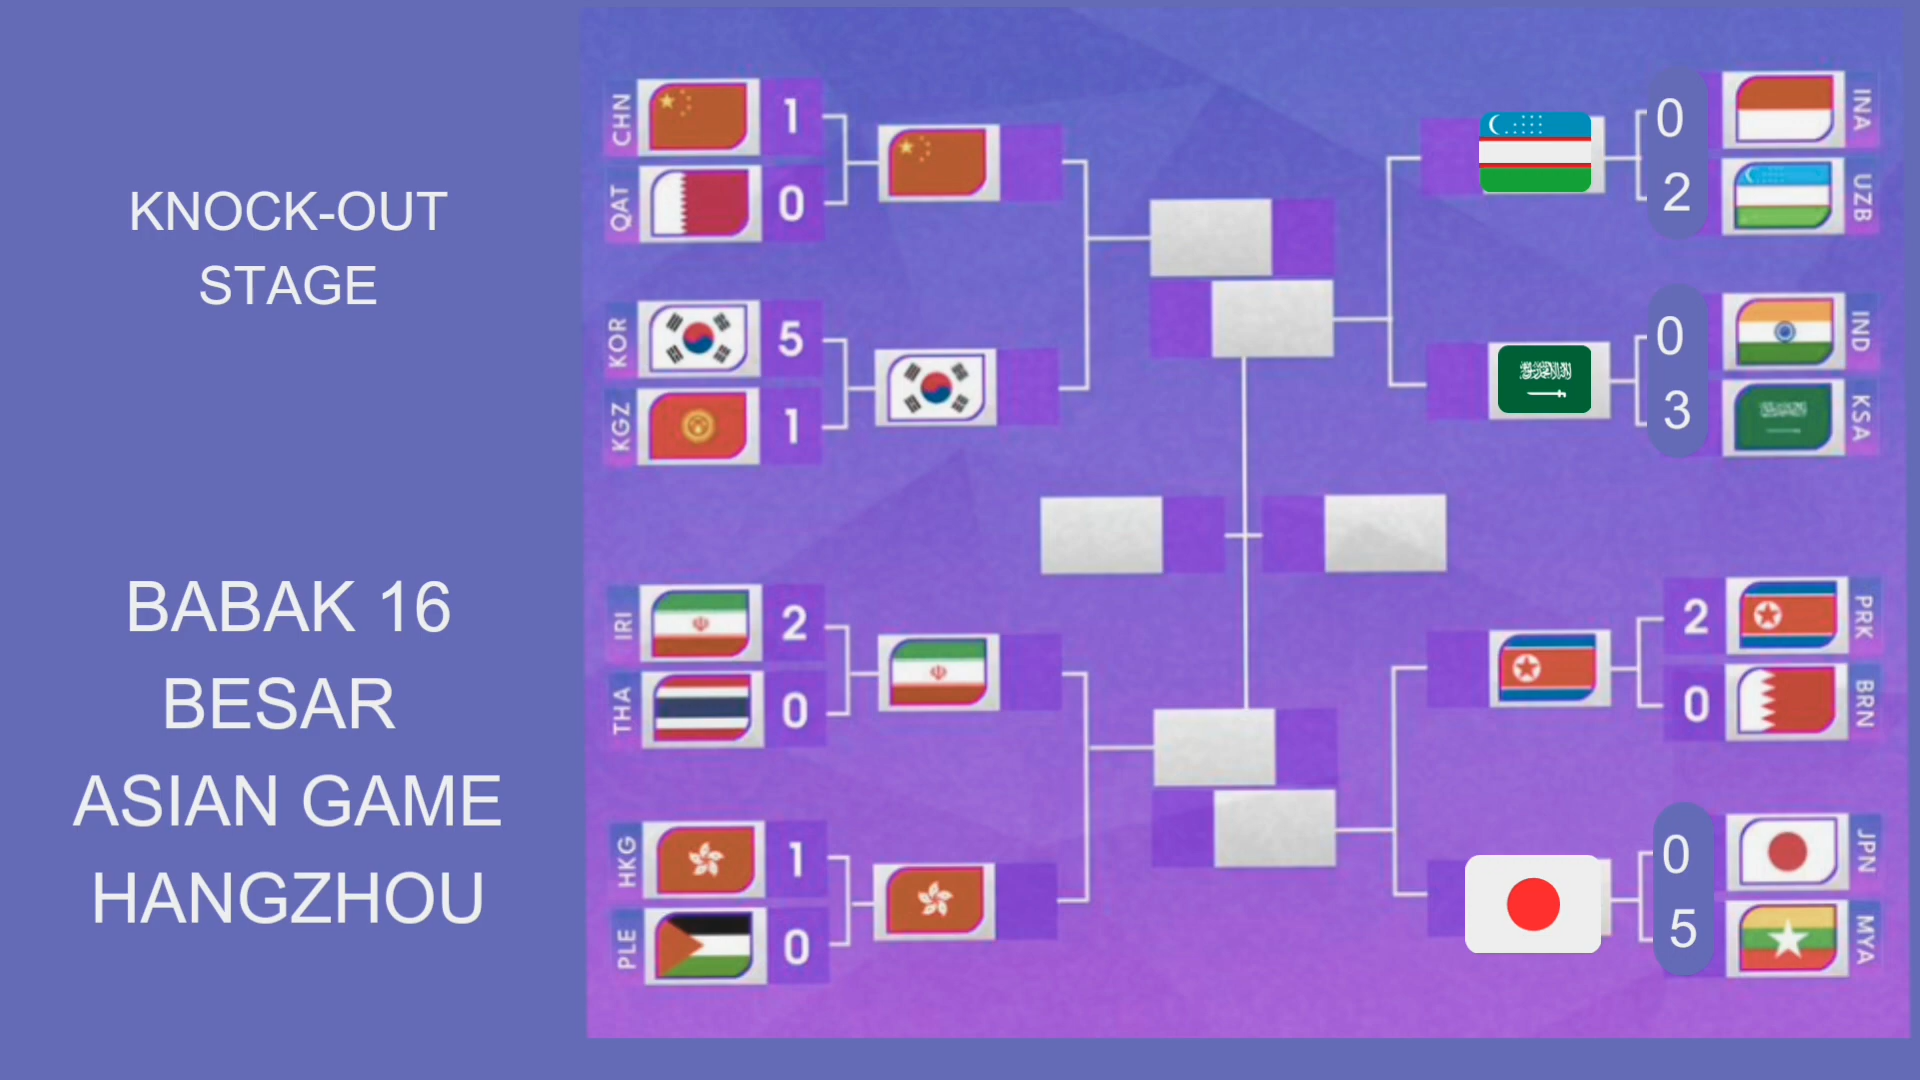 KNOCK-OUT
STAGE
BABAK 16
BESAR
ASIAN GAME
HANGZHOU
CHN 1
QAT 0
KOR 5
KGZ 1
IRI 2
THA 0
HKG 1
PLE 0
0 INA
2 UZB
0 IND
3 KSA
2 PRK
0 BRN
0 JPN
5 MYA